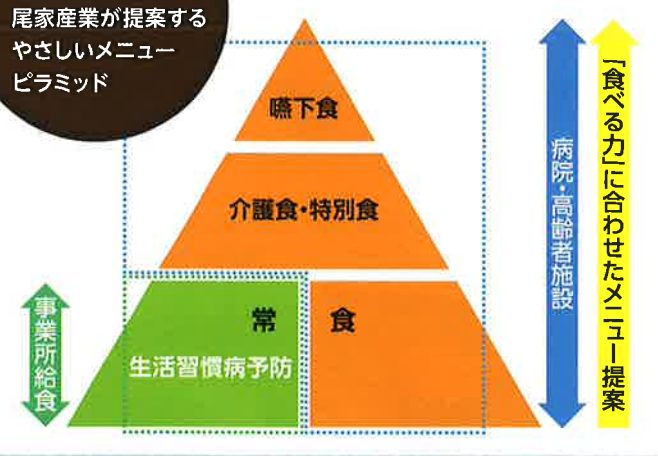 尾家産業が提案する
やさしいメニュー
ピラミッド
嚥下食
介護食・特別食
常食
生活習慣病予防
事業所給食
病院・高齢者施設
「食べる力」に合わせたメニュー提案